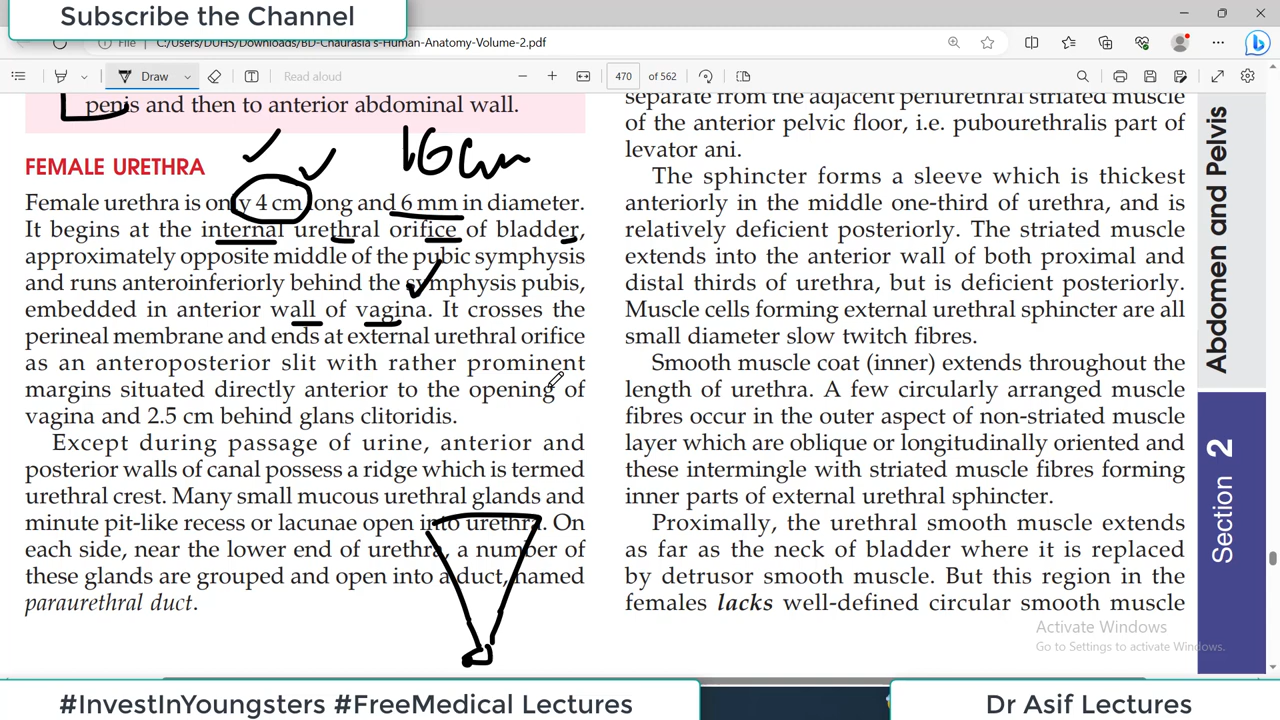 Subscribe the Channel
File
C:/Users/DUHS/Downloads/BD-Chaurasia's-Human-Anatomy-Volume-2.pdf
Draw
Read aloud
470 of 562
penis and then to anterior abdominal wall.
16cm
FEMALE URETHRA
Female urethra is only 4 cm long and 6 mm in diameter.
It begins at the internal urethral orifice of bladder,
approximately opposite middle of the pubic symphysis
and runs anteroinferiorly behind the symphysis pubis,
embedded in anterior wall of vagina. It crosses the
perineal membrane and ends at external urethral orifice
as an anteroposterior slit with rather prominent
margins situated directly anterior to the opening of
vagina and 2.5 cm behind glans clitoridis.
Except during passage of urine, anterior and
posterior walls of canal possess a ridge which is termed
urethral crest. Many small mucous urethral glands and
minute pit-like recess or lacunae open into urethra. On
each side, near the lower end of urethra, a number of
these glands are grouped and open into a duct, named
paraurethral duct.
separate from the adjacent periurethral striated muscle
of the anterior pelvic floor, i.e. pubourethralis part of
levator ani.
The sphincter forms a sleeve which is thickest
anteriorly in the middle one-third of urethra, and is
relatively deficient posteriorly. The striated muscle
extends into the anterior wall of both proximal and
distal thirds of urethra, but is deficient posteriorly.
Muscle cells forming external urethral sphincter are all
small diameter slow twitch fibres.
Smooth muscle coat (inner) extends throughout the
length of urethra. A few circularly arranged muscle
fibres occur in the outer aspect of non-striated muscle
layer which are oblique or longitudinally oriented and
these intermingle with striated muscle fibres forming
inner parts of external urethral sphincter.
Proximally, the urethral smooth muscle extends
as far as the neck of bladder where it is replaced
by detrusor smooth muscle. But this region in the
females lacks well-defined circular smooth muscle
Abdomen and Pelvis
Section 2
Activate Windows
Go to Settings to activate Windows.
#InvestInYoungsters #FreeMedical Lectures
Dr Asif Lectures